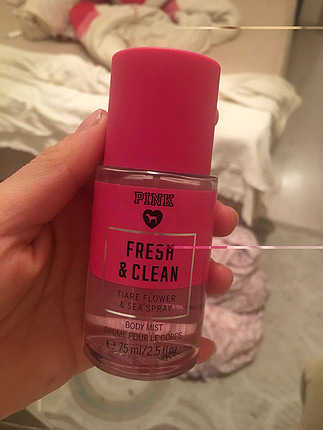 PINK
FRESH
& CLEAN
TIARE FLOWER
& SEA SPRAY
BODY MIST
BRUME POUR LE CORPS
℮ 75 ml/2.5 fl oz